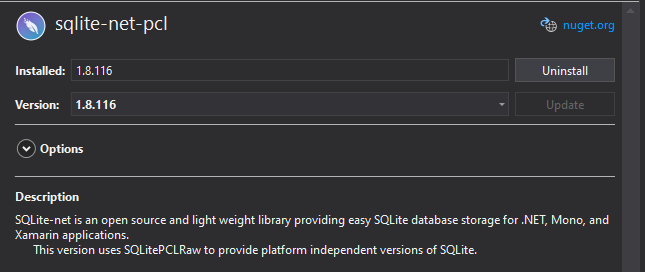 sqlite-net-pcl
nuget.org
Installed: 1.8.116 Uninstall
Version: 1.8.116 Update
Options
Description
SQLite-net is an open source and light weight library providing easy SQLite database storage for .NET, Mono, and
Xamarin applications.
This version uses SQLitePCLRaw to provide platform independent versions of SQLite.